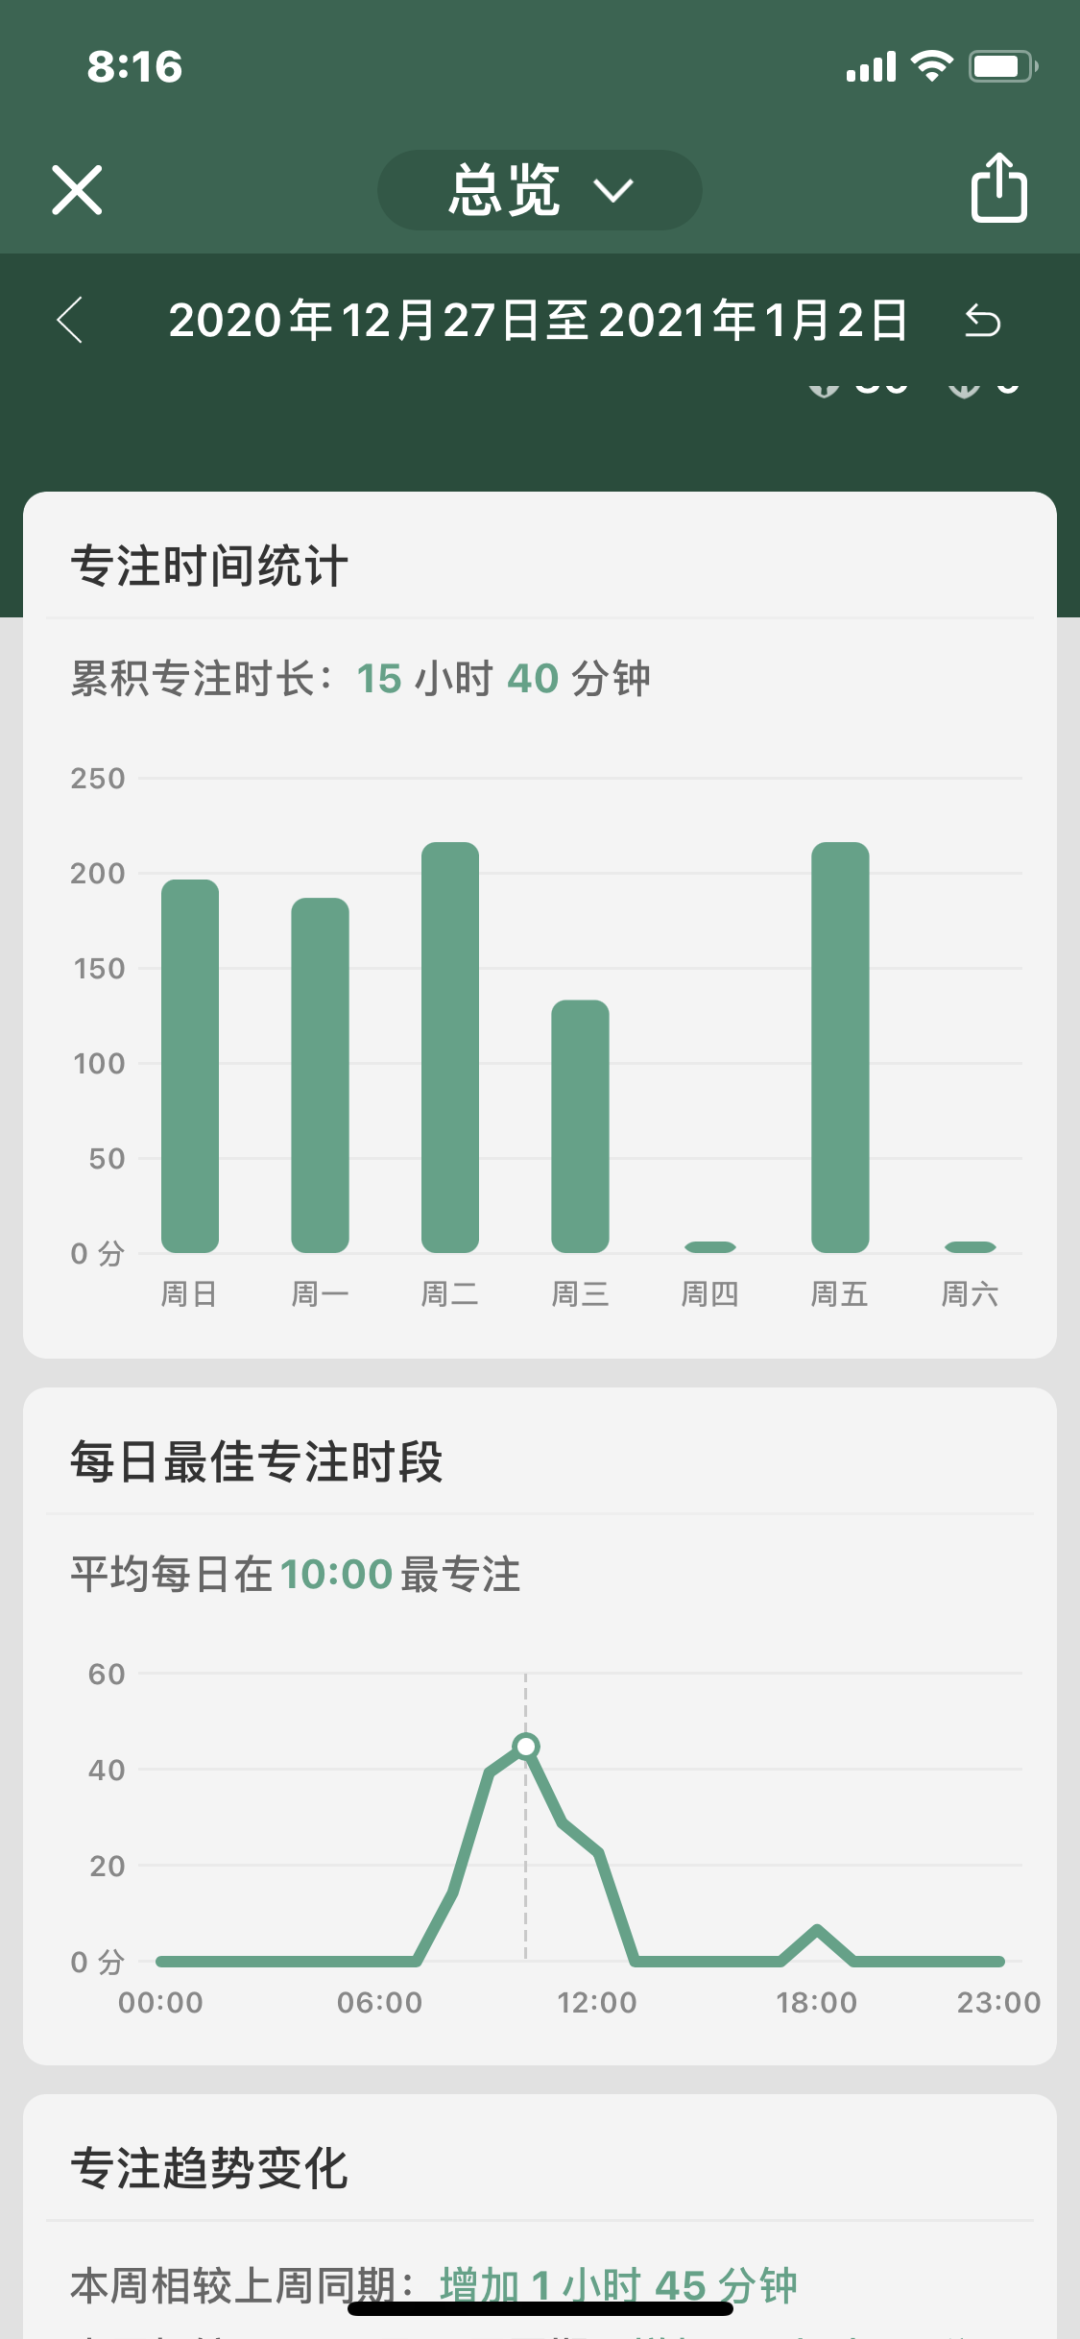 8:16
总览
2020年12月27日至2021年1月2日
专注时间统计
累积专注时长：15 小时 40 分钟
250
200
150
100
50
0 分
周日 周一 周二 周三 周四 周五 周六
每日最佳专注时段
平均每日在10:00最专注
60
40
20
0 分
00:00 06:00 12:00 18:00 23:00
专注趋势变化
本周相较上周同期：增加 1 小时 45 分钟